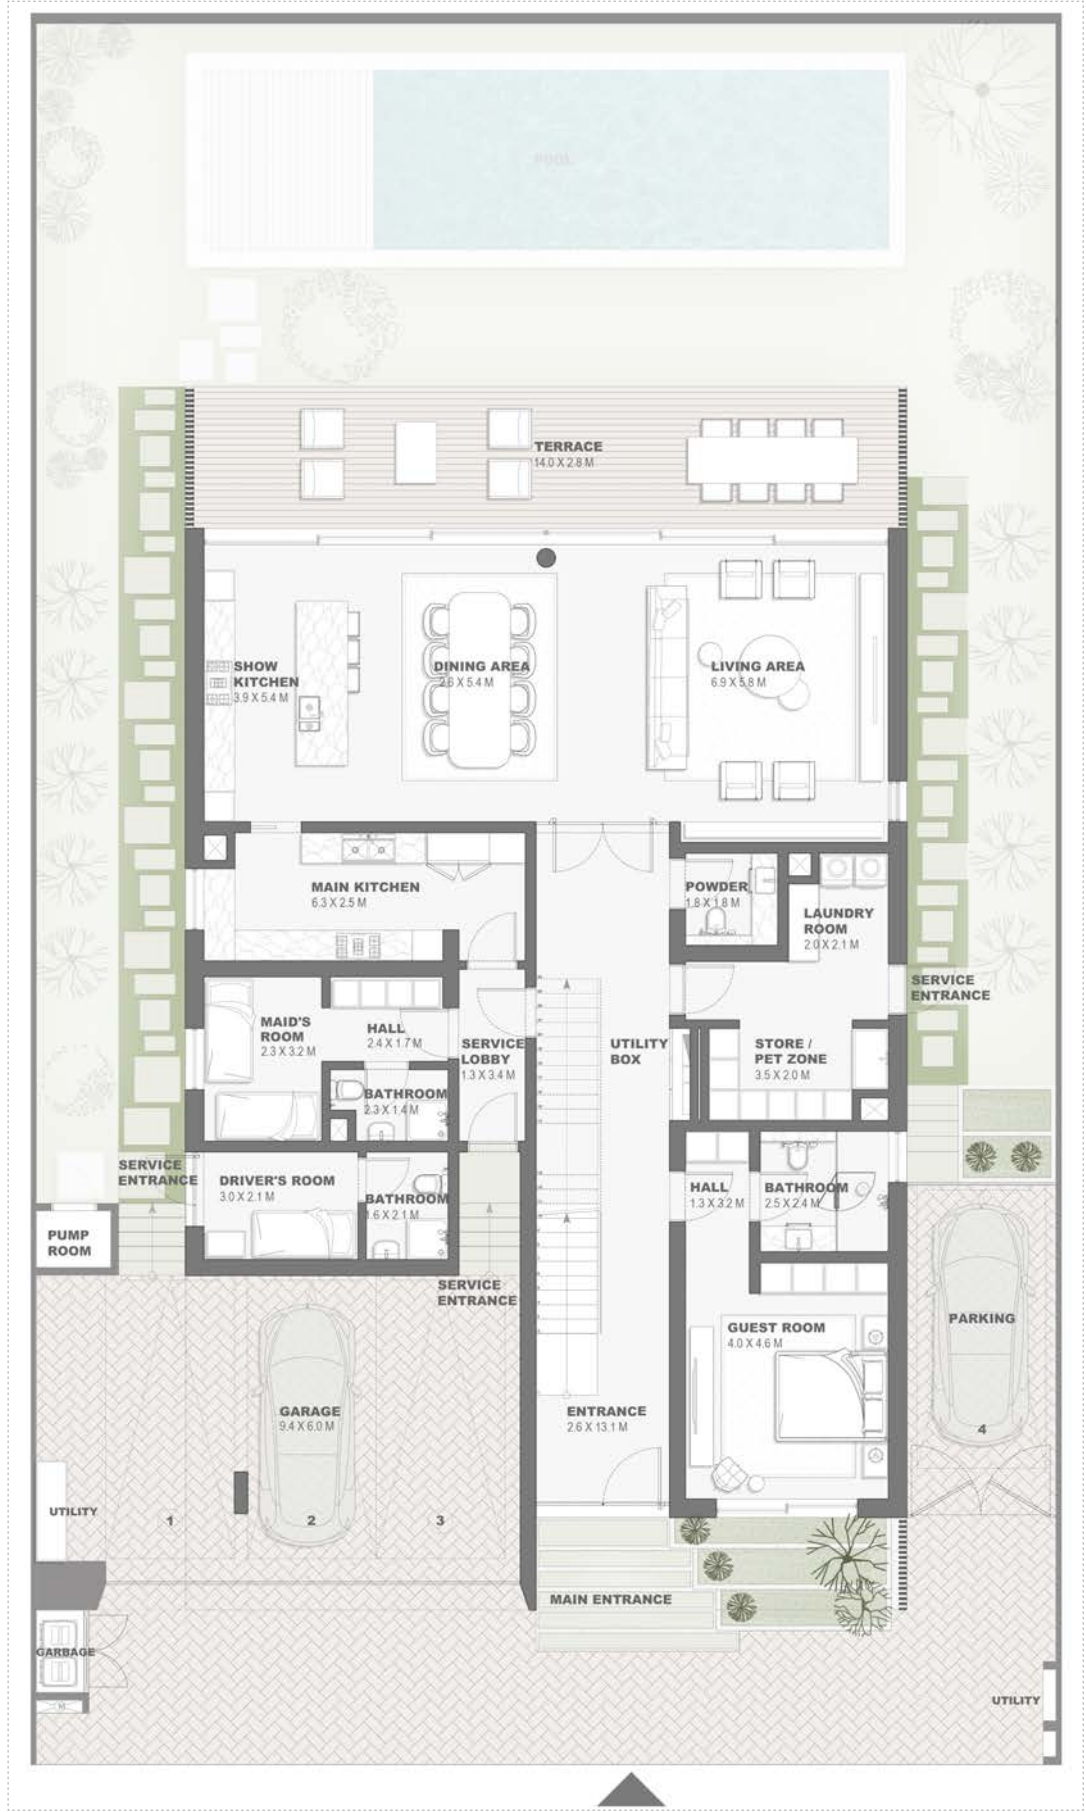 POOL
TERRACE
14.0 X 2.8 M
SHOW
KITCHEN
3.9 X 5.4 M
DINING AREA
2.6 X 5.4 M
LIVING AREA
6.9 X 5.8 M
MAIN KITCHEN
6.3 X 2.5 M
POWDER
1.8 X 1.8 M
LAUNDRY
ROOM
2.0 X 2.1 M
SERVICE
ENTRANCE
MAID'S
ROOM
2.3 X 3.2 M
HALL
2.4 X 1.7 M
SERVICE
LOBBY
1.3 X 3.4 M
UTILITY
BOX
STORE /
PET ZONE
3.5 X 2.0 M
BATHROOM
2.3 X 1.4 M
SERVICE
ENTRANCE
DRIVER'S ROOM
3.0 X 2.1 M
BATHROOM
1.6 X 2.1 M
HALL
1.3 X 3.2 M
BATHROOM
2.5 X 2.4 M
PUMP
ROOM
SERVICE
ENTRANCE
GUEST ROOM
4.0 X 4.6 M
PARKING
4
GARAGE
9.4 X 6.0 M
ENTRANCE
2.6 X 13.1 M
UTILITY
1
2
3
MAIN ENTRANCE
GARBAGE
UTILITY